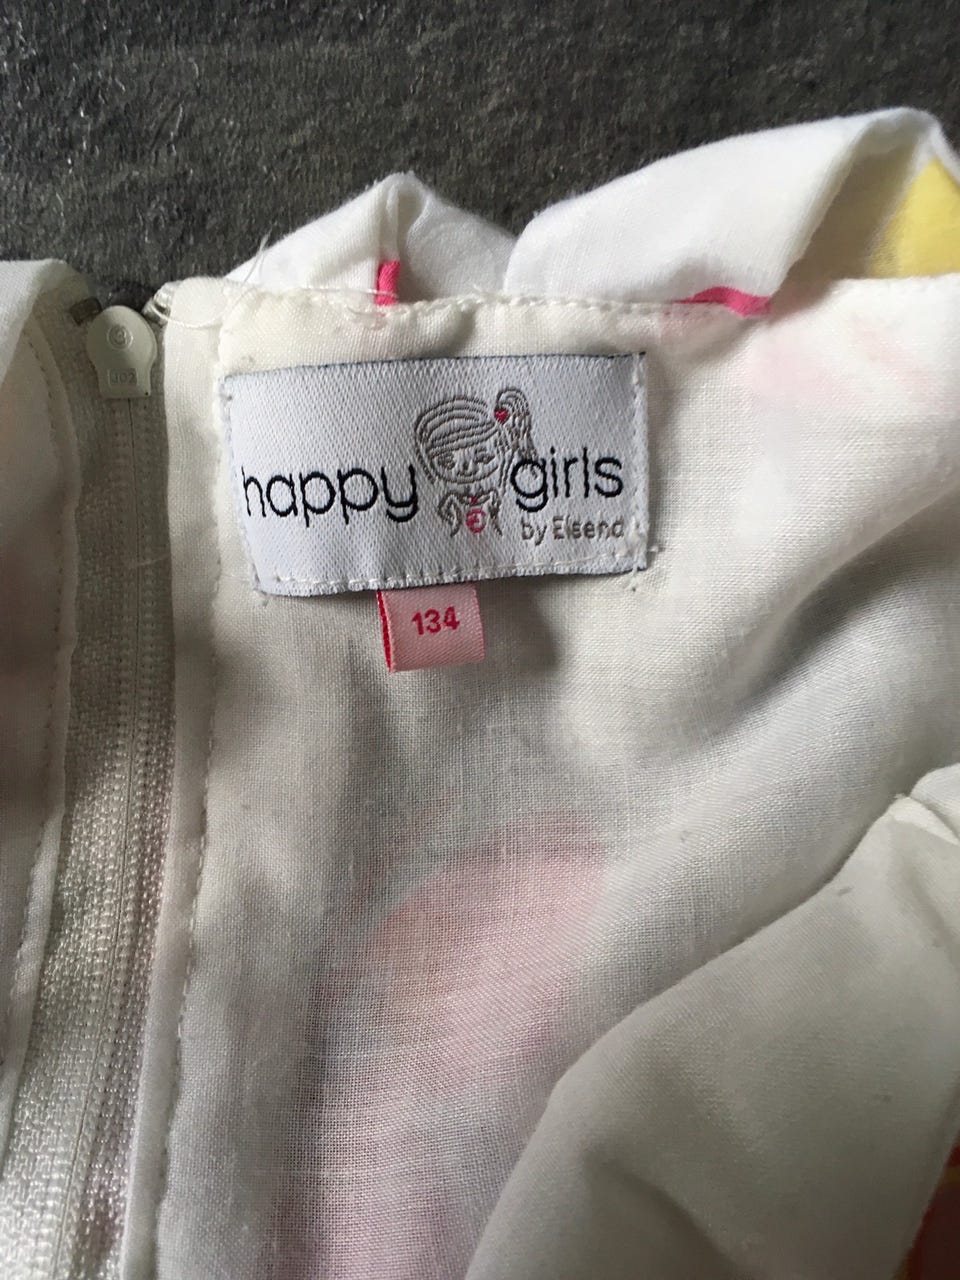 happy girls
by Eisend
134